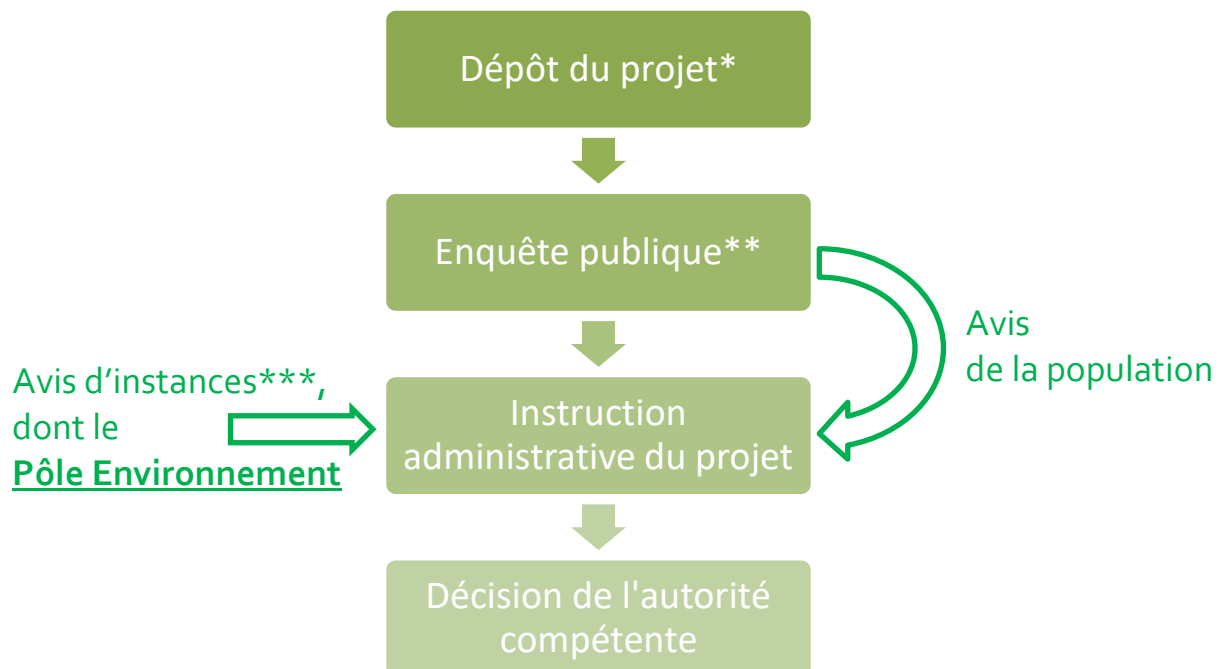 Dépôt du projet*
Enquête publique**
Avis
de la population
Avis d’instances***,
dont le
Pôle Environnement
Instruction
administrative du projet
Décision de l'autorité
compétente